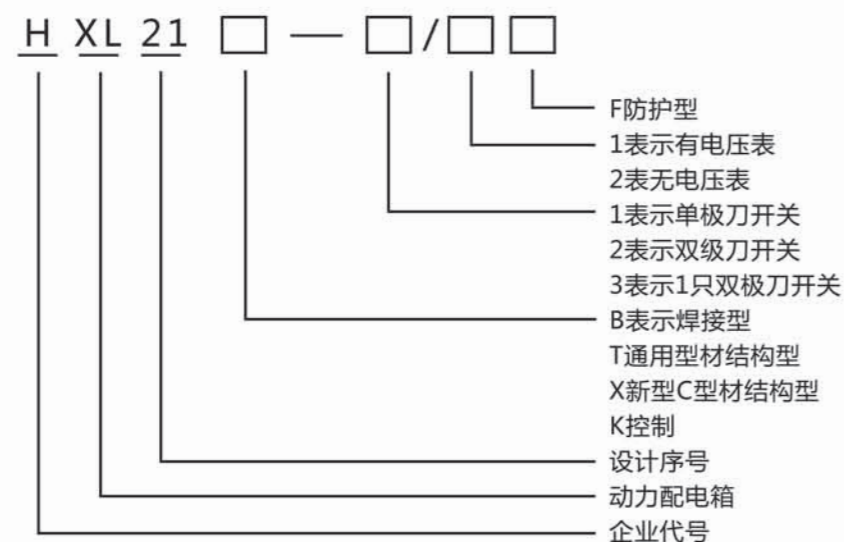 H XL 21 □ — □/□□
F防护型
1表示有电压表
2表无电压表
1表示单极刀开关
2表示双级刀开关
3表示1只双极刀开关
B表示焊接型
T通用型材结构型
X新型C型材结构型
K控制
设计序号
动力配电箱
企业代号